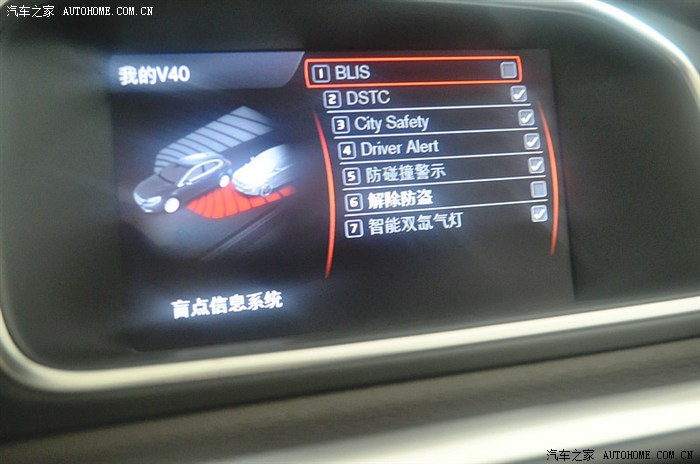 汽车之家 AUTOHOME.COM.CN
我的V40
1 BLIS
2 DSTC
3 City Safety
4 Driver Alert
5 防碰撞警示
6 解除防盗
7 智能双氙气灯
盲点信息系统
汽车之家 AUTOHOME.COM.CN